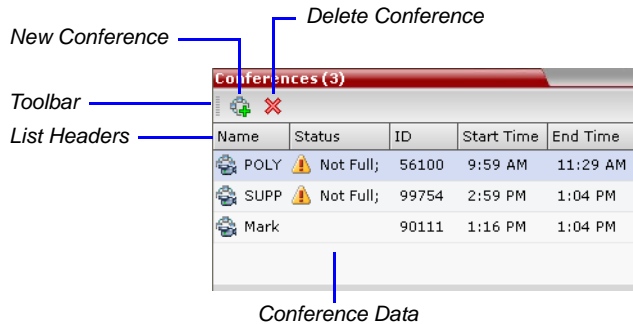 Delete Conference
New Conference
Conferences (3)
Toolbar
List Headers
Name Status ID Start Time End Time
POLY Not Full; 56100 9:59 AM 11:29 AM
SUPP Not Full; 99754 2:59 PM 1:04 PM
Mark 90111 1:16 PM 1:04 PM
Conference Data